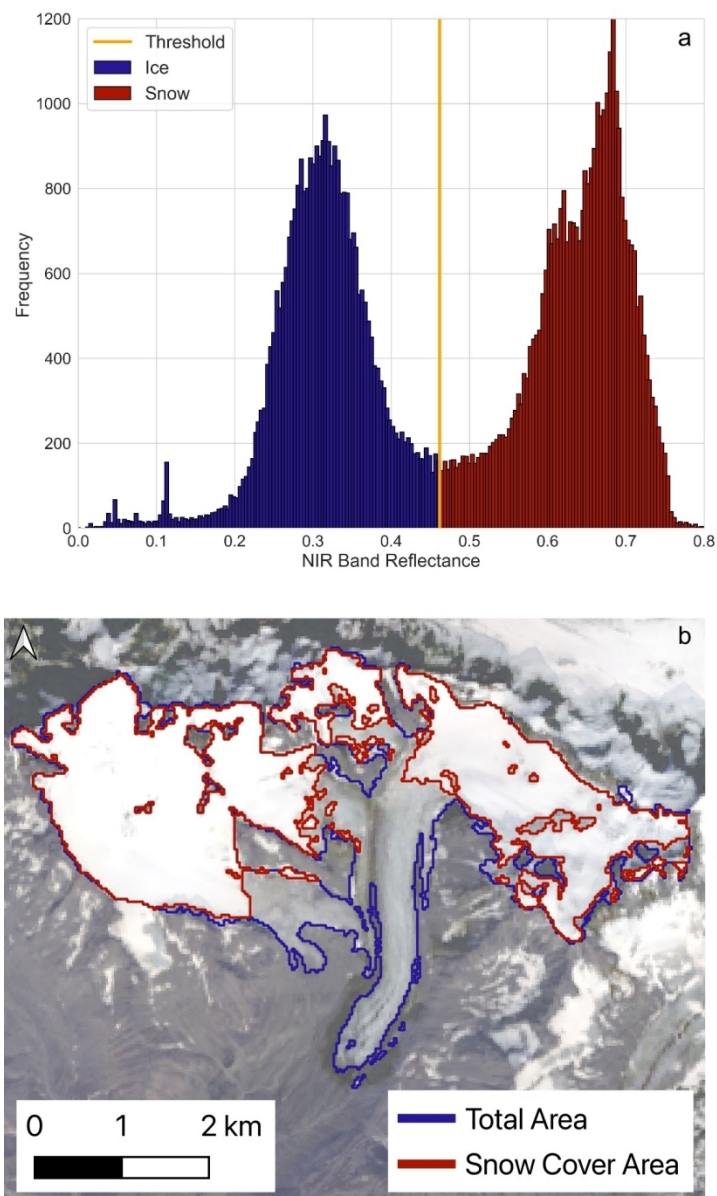 1200
1000
800
600
400
200
0
Frequency
a
Threshold
Ice
Snow
0.0 0.1 0.2 0.3 0.4 0.5 0.6 0.7 0.8
NIR Band Reflectance
b
0 1 2 km
Total Area
Snow Cover Area